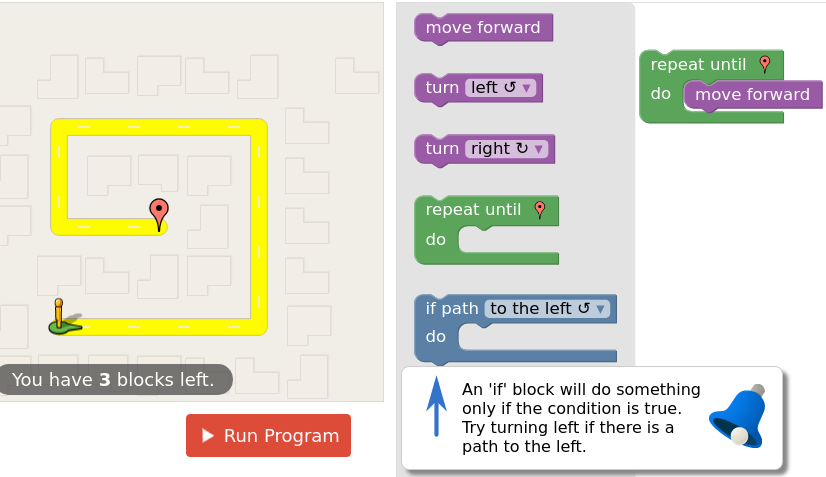 move forward
turn left ↺ ▾
turn right ↻ ▾
repeat until
do
if path to the left ↺ ▾
do
repeat until
do move forward
You have 3 blocks left.
Run Program
An 'if' block will do something
only if the condition is true.
Try turning left if there is a
path to the left.